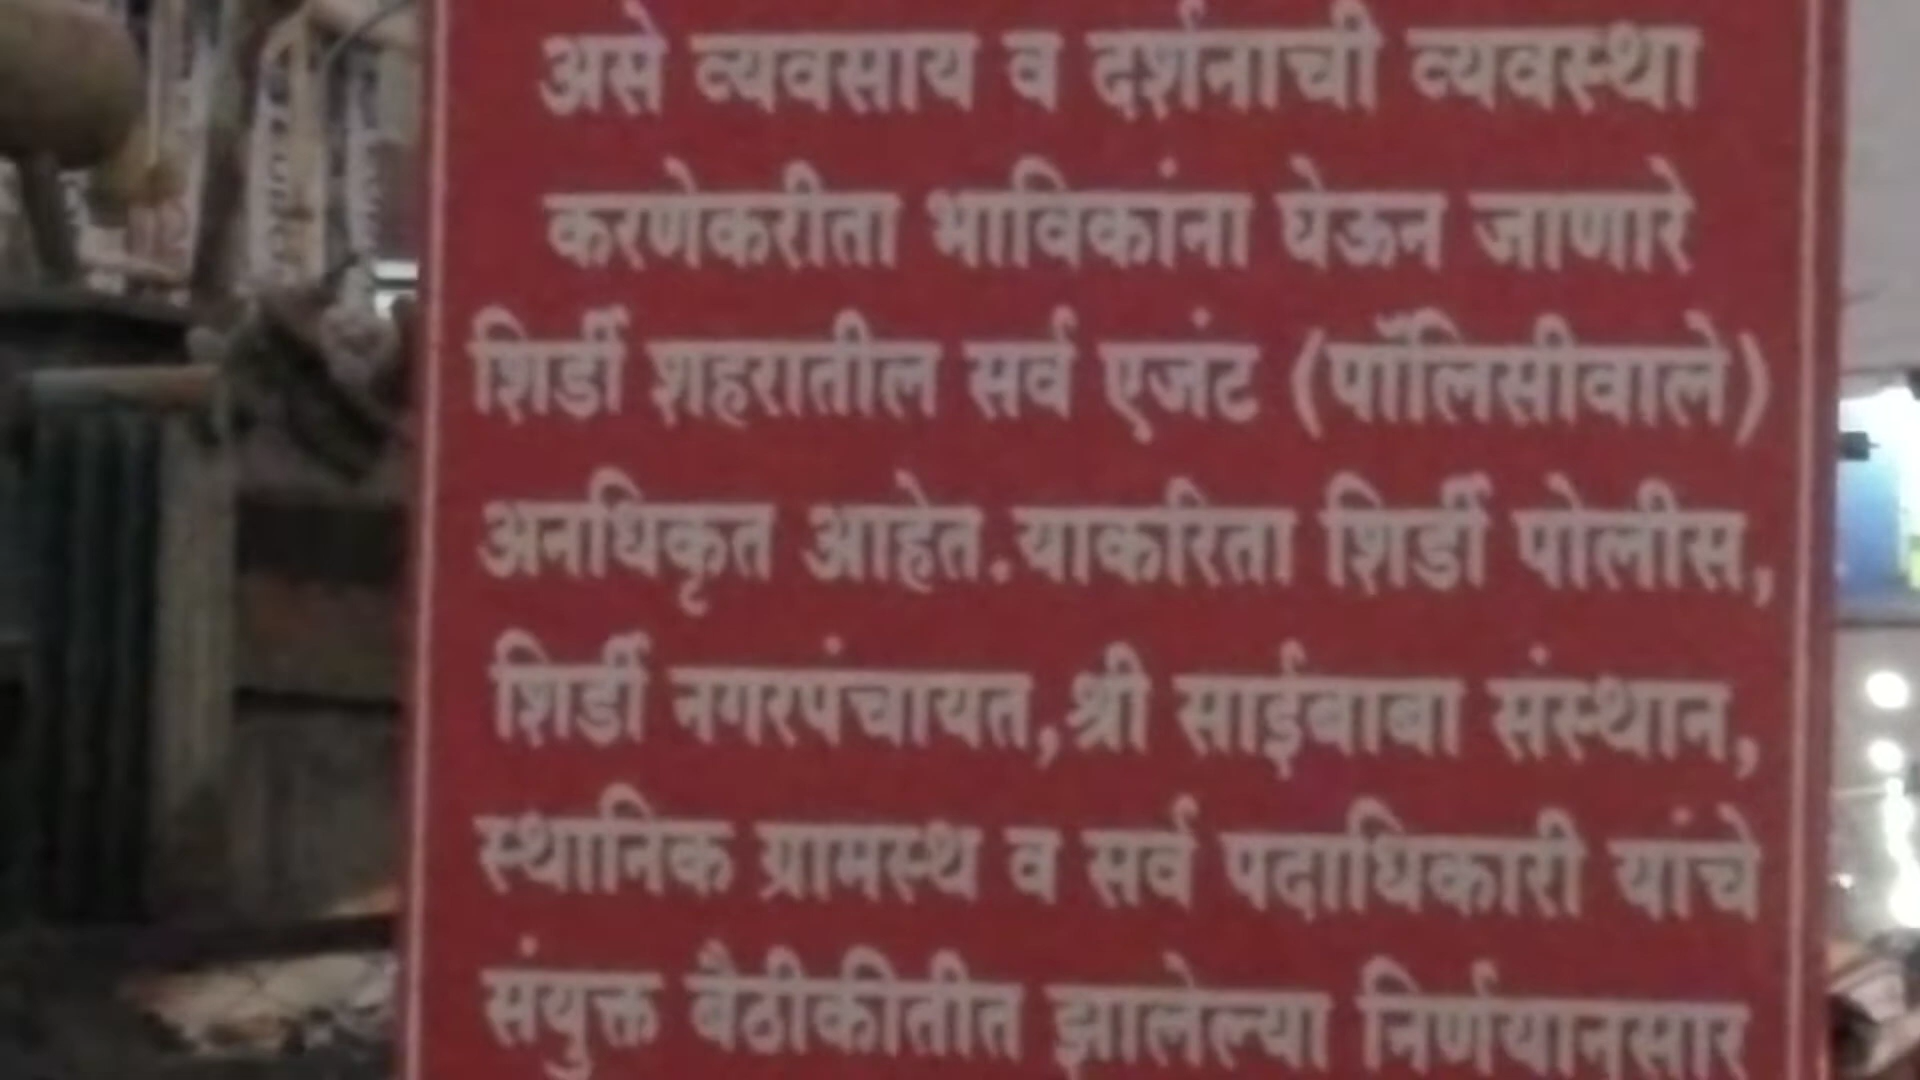 असे व्यवसाय व दर्शनाची व्यवस्था
करणेकरीता भाविकांना घेऊन जाणारे
शिर्डी शहरातील सर्व एजंट (पॉलिसीवाले)
अनधिकृत आहेत.याकरिता शिर्डी पोलीस,
शिर्डी नगरपंचायत,श्री साईबाबा संस्थान,
स्थानिक ग्रामस्थ व सर्व पदाधिकारी यांचे
संयुक्त बैठीकीतीत झालेल्या निर्णयानुसार